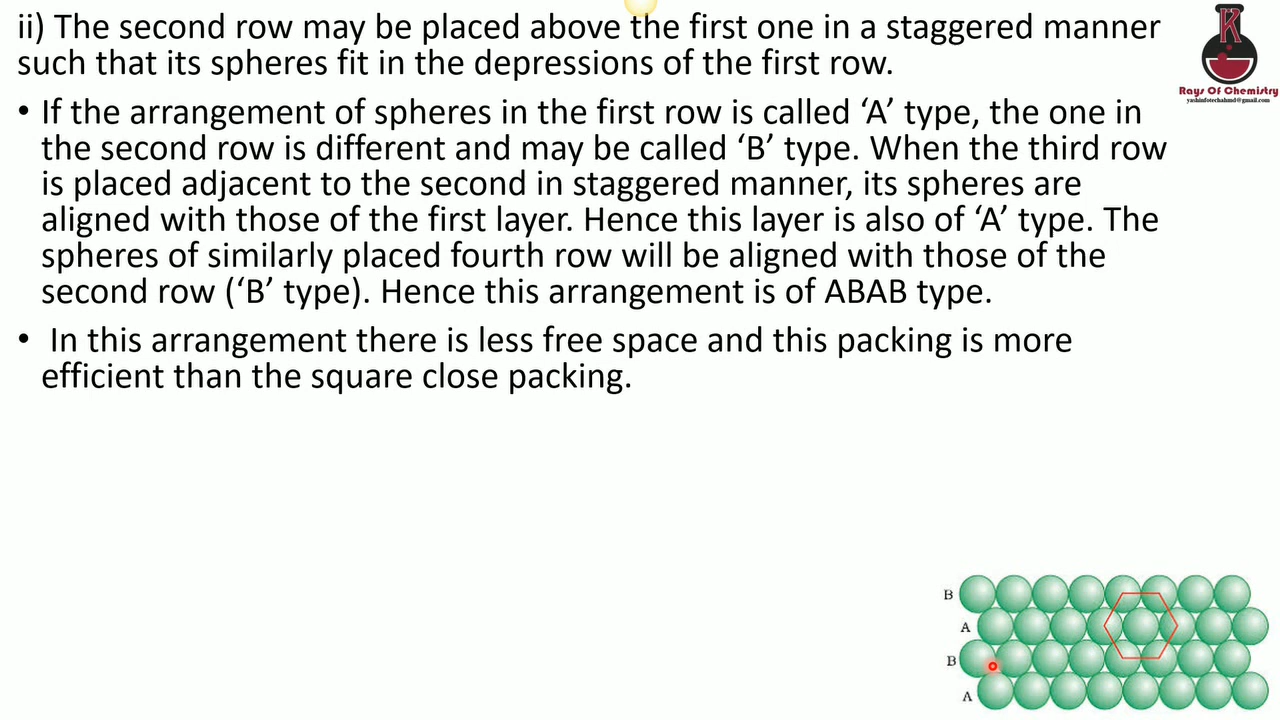 ii) The second row may be placed above the first one in a staggered manner
such that its spheres fit in the depressions of the first row.
• If the arrangement of spheres in the first row is called ‘A’ type, the one in
the second row is different and may be called ‘B’ type. When the third row
is placed adjacent to the second in staggered manner, its spheres are
aligned with those of the first layer. Hence this layer is also of ‘A’ type. The
spheres of similarly placed fourth row will be aligned with those of the
second row (‘B’ type). Hence this arrangement is of ABAB type.
• In this arrangement there is less free space and this packing is more
efficient than the square close packing.
K
Rays Of Chemistry
yashinfotechahmd@gmail.com
B
A
B
A